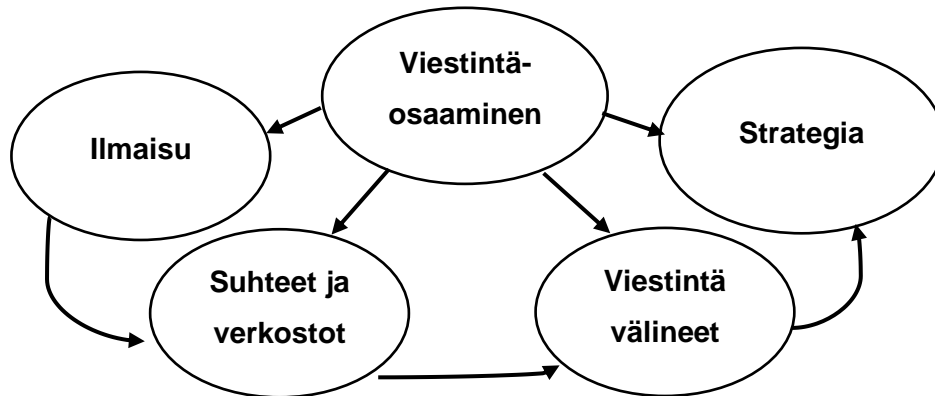 Viestintä-
osaaminen
Ilmaisu
Strategia
Suhteet ja
verkostot
Viestintä
välineet